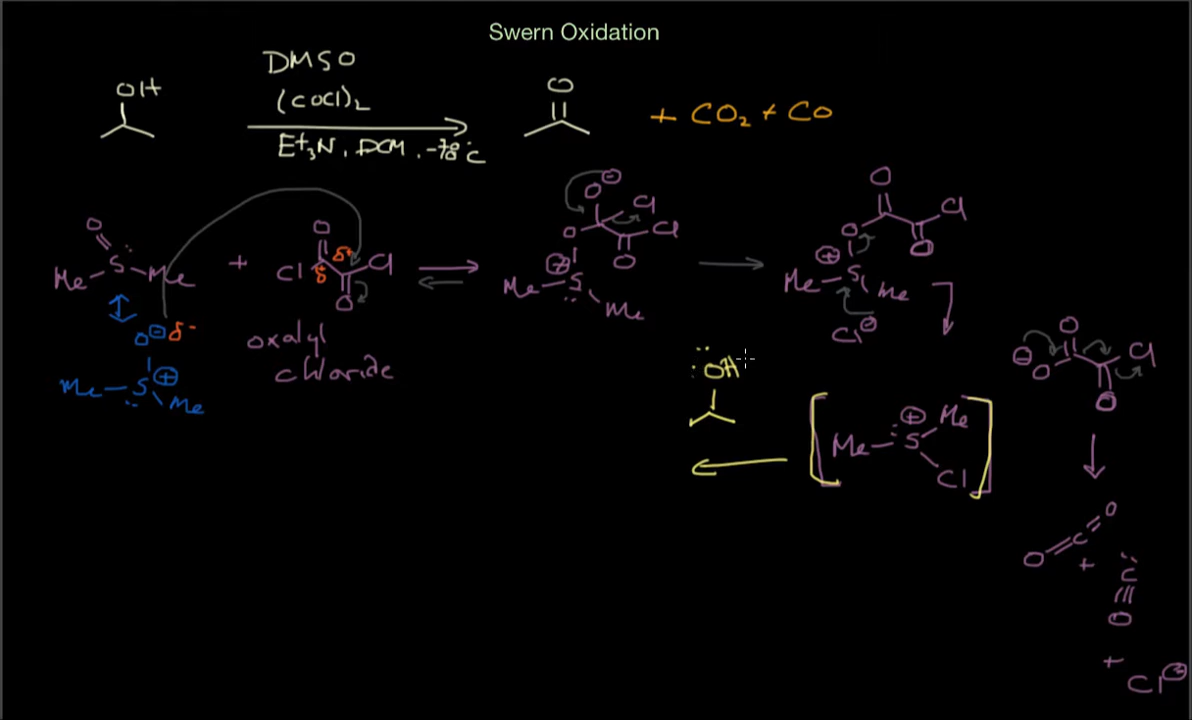 Swern Oxidation
OH
DMSO
(COCl)₂
Et₃N, DCM, -78°C
O
+ CO₂ + CO
O
S
Me
Me
+
O
Cl
Cl
O
δ+
δ
oxalyl
chloride
O⊖ δ-
Me S⊕ Me
O⊖
Cl
O
Cl
O
⊕
Me S Me
O
O
Cl
O
⊕
Me S Me
Cl⊖
⊖O
O
Cl
O
:OH
Me S⊕ Me
Cl
O=C=O
+
C≡O
+
Cl⊖